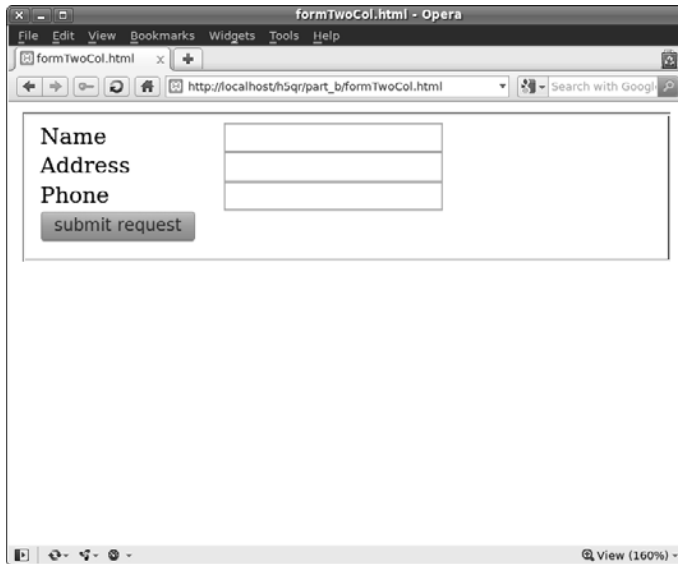 formTwoCol.html - Opera
File Edit View Bookmarks Widgets Tools Help
formTwoCol.html
http://localhost/h5qr/part_b/formTwoCol.html Search with Googl
Name
Address
Phone
submit request
View (160%)